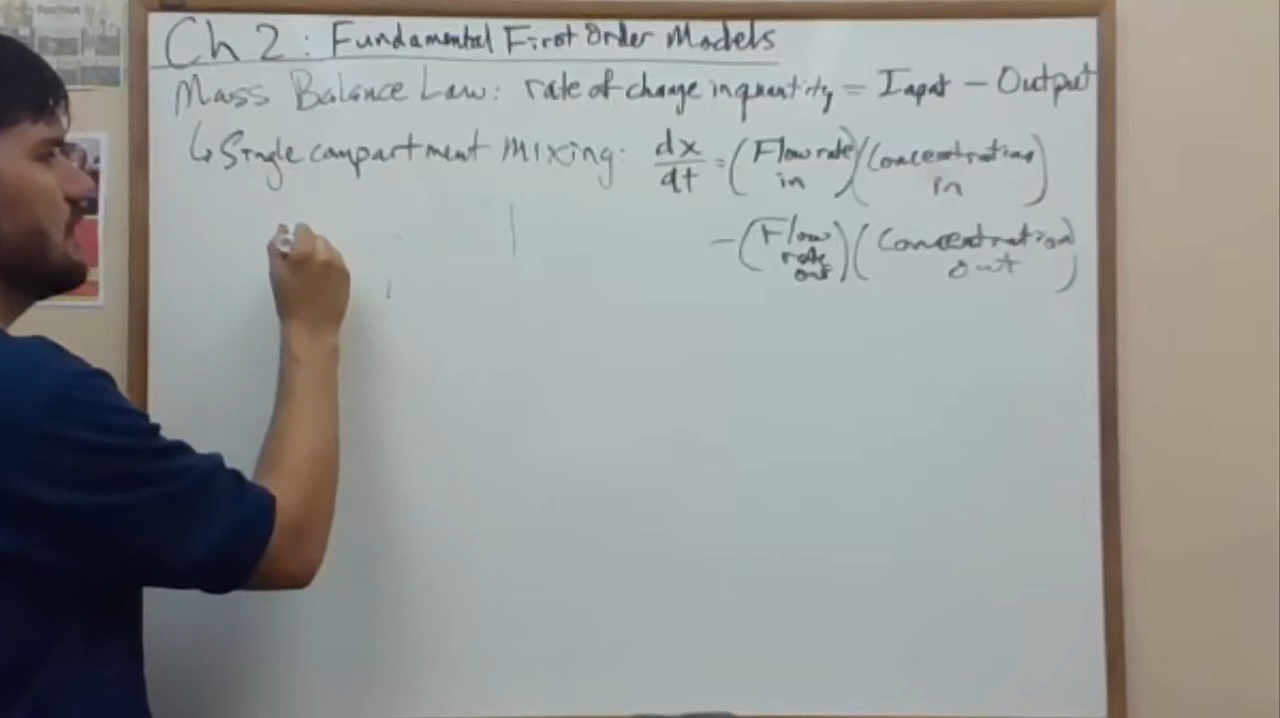 Ch 2: Fundamental First Order Models
Mass Balance Law: rate of change in quantity = Input - Output
↳ Single compartment mixing: dx/dt = (Flow rate in)(Concentration in)
- (Flow rate out)(Concentration out)